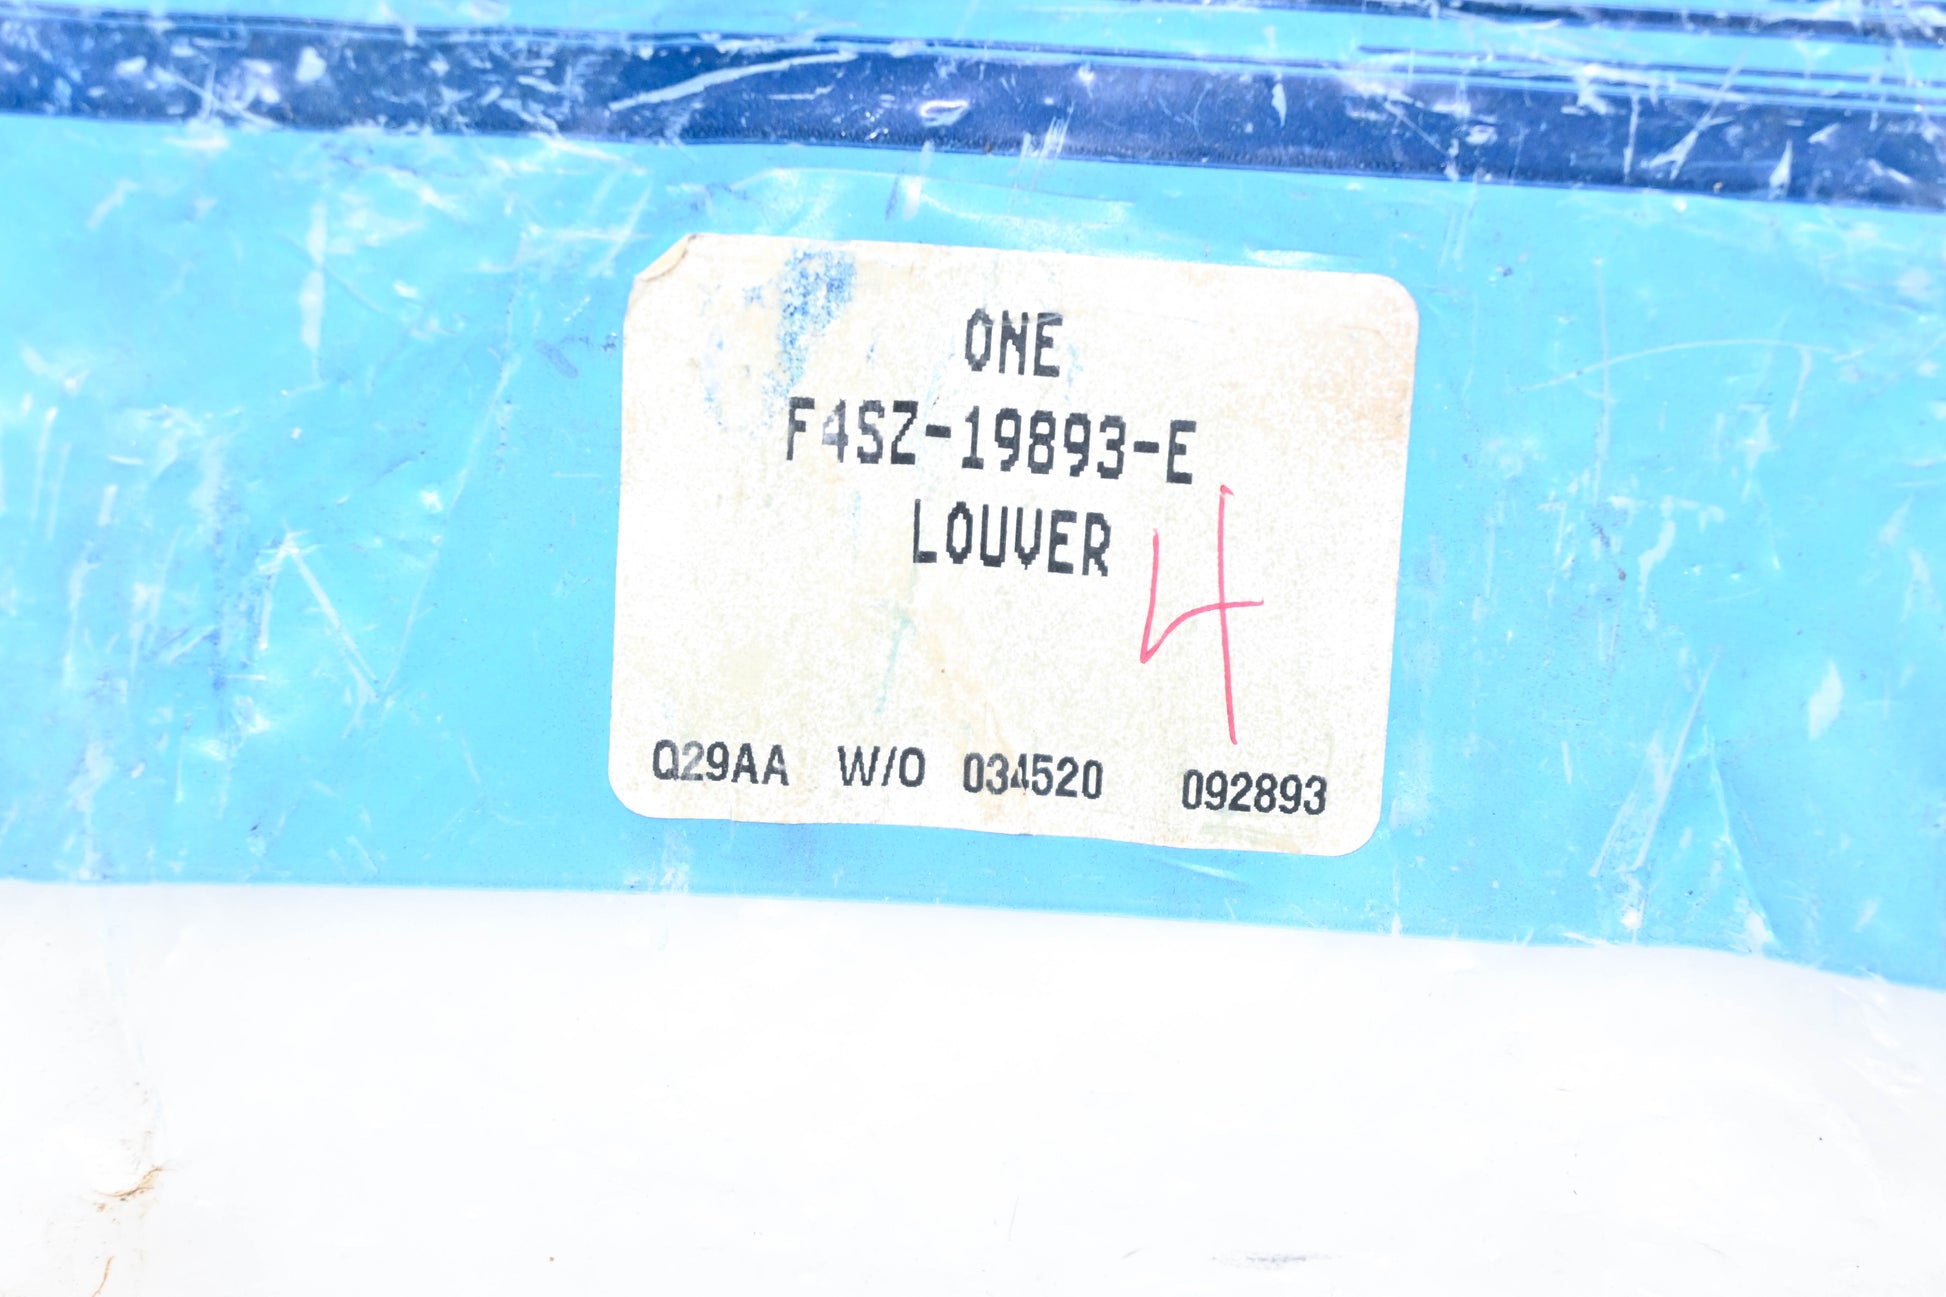 ONE
F4SZ-19893-E
LOUVER
4
Q29AA W/O 034520 092893